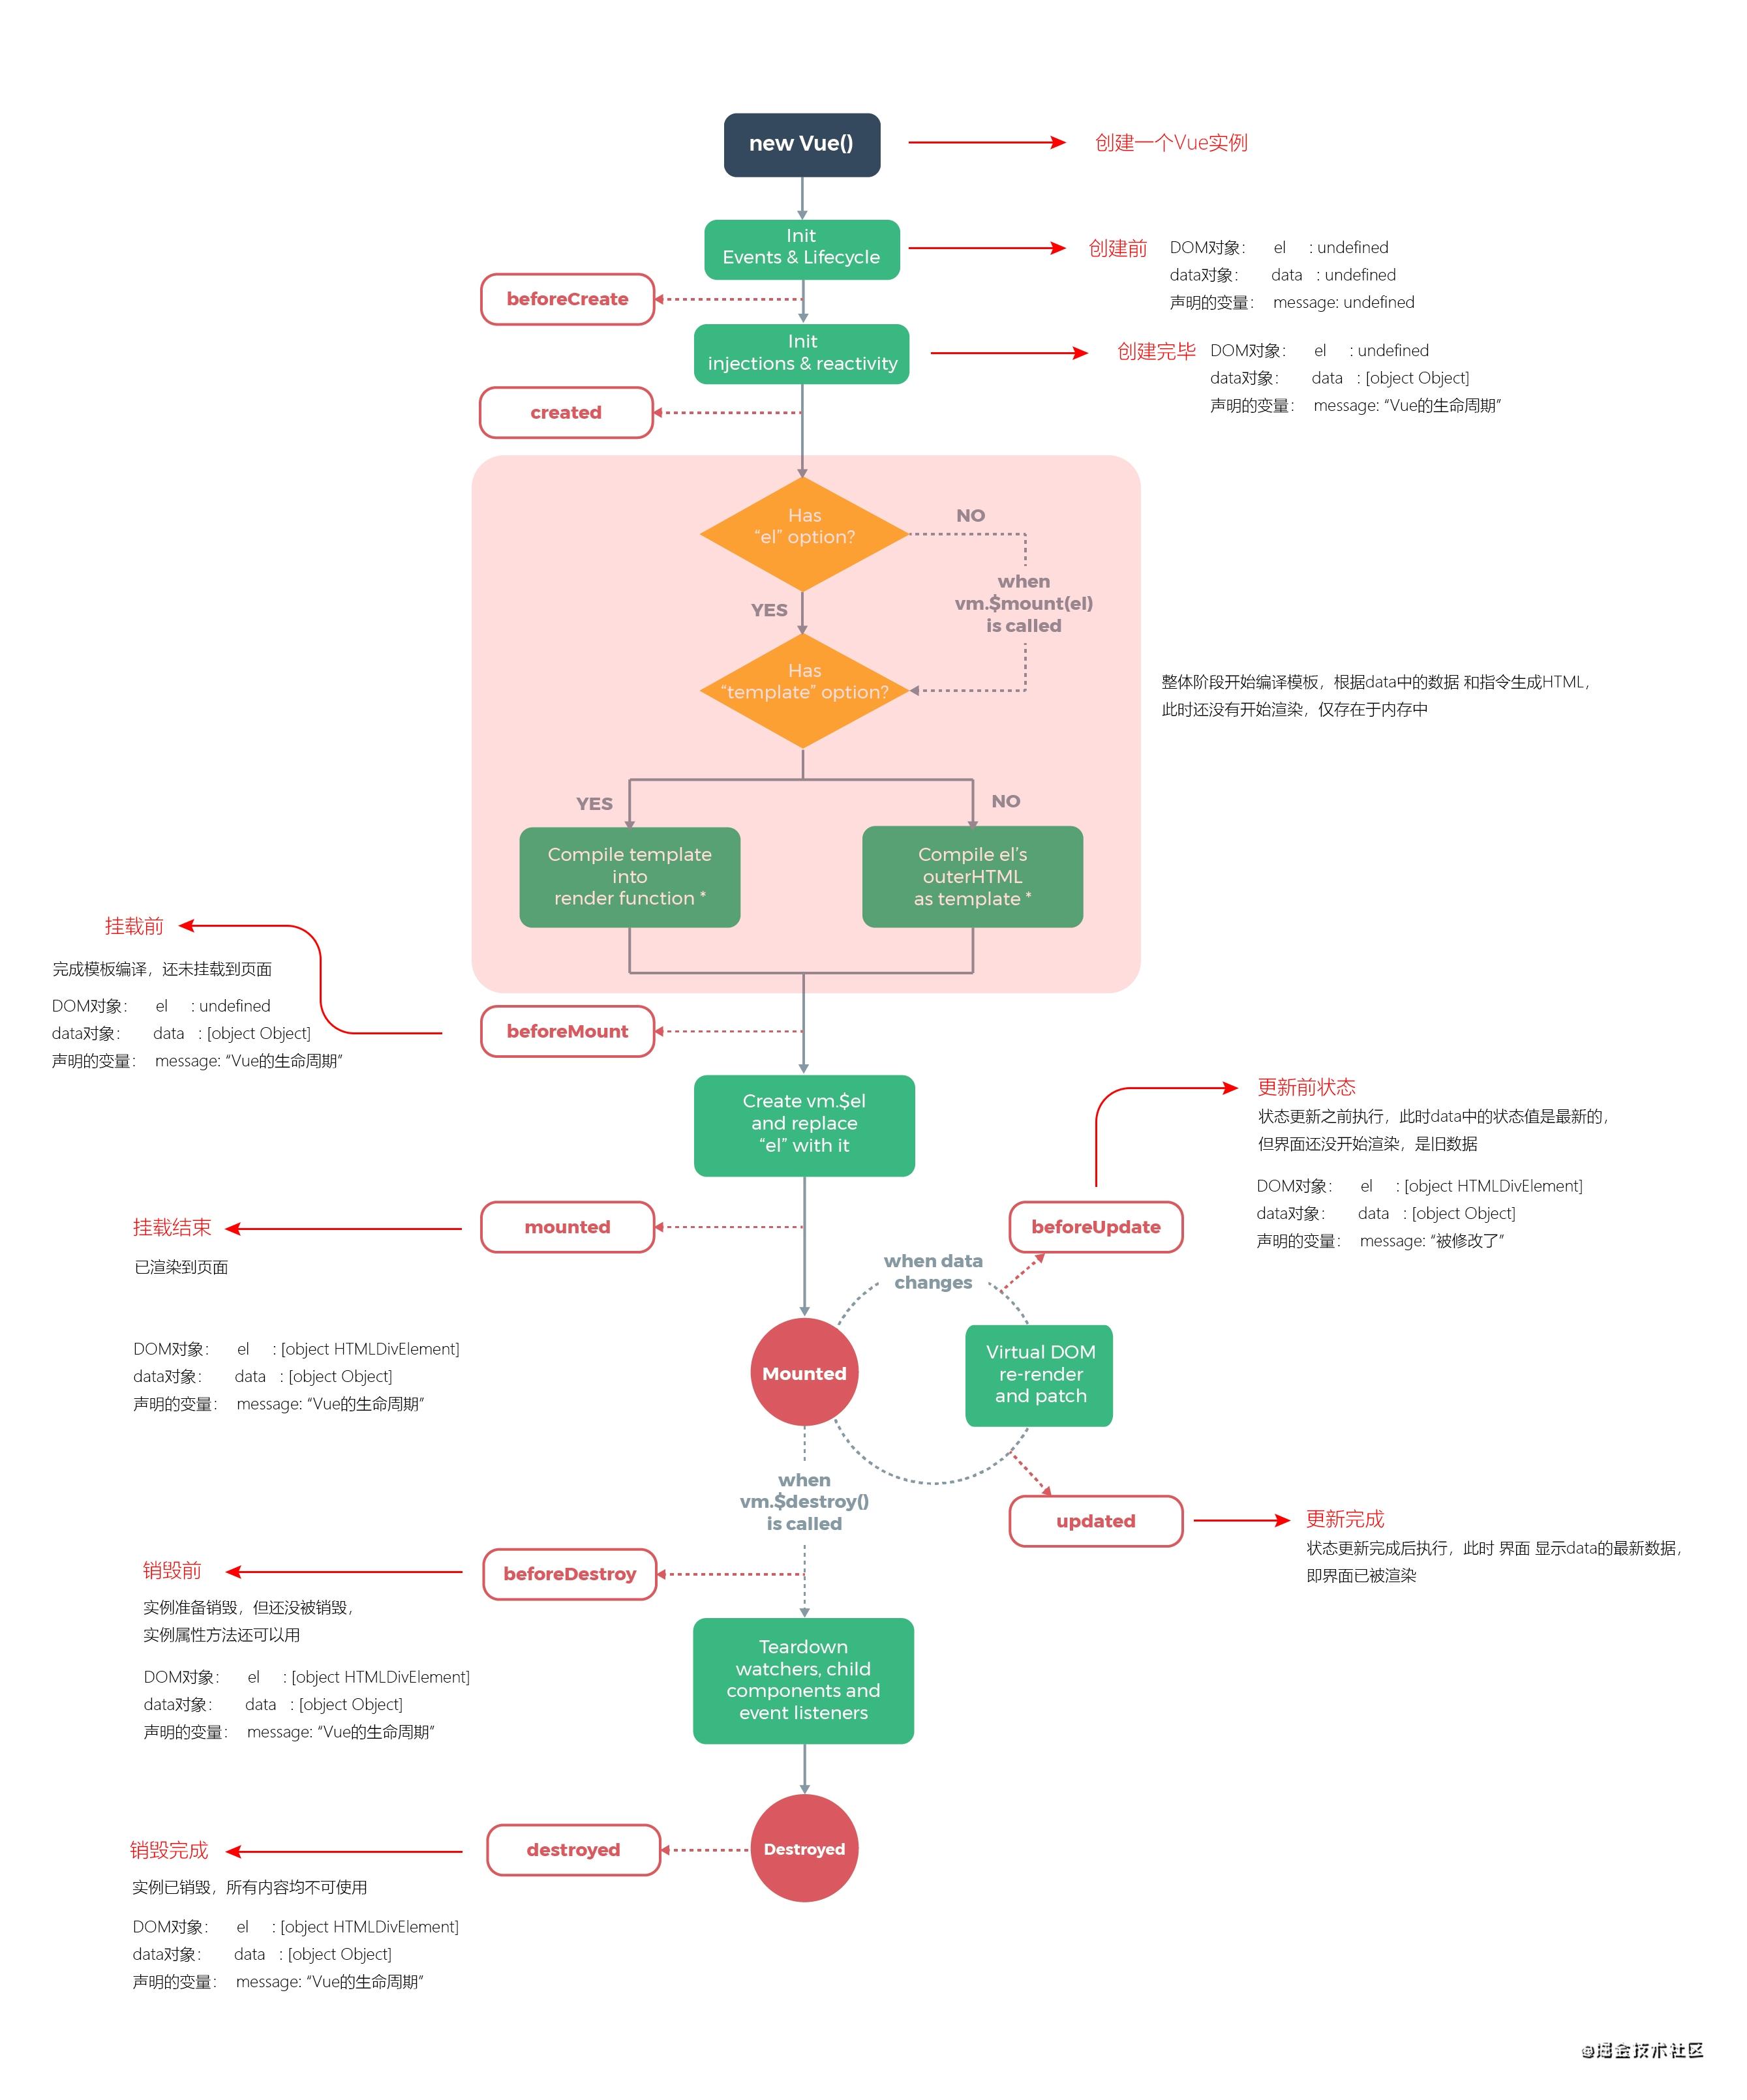 new Vue()
创建一个Vue实例
Init
Events & Lifecycle
创建前
DOM对象： el : undefined
data对象： data : undefined
声明的变量： message: undefined
beforeCreate
Init
injections & reactivity
创建完毕
DOM对象： el : undefined
data对象： data : [object Object]
声明的变量： message: “Vue的生命周期”
created
Has
“el” option?
NO
when
vm.$mount(el)
is called
YES
Has
“template” option?
整体阶段开始编译模板，根据data中的数据 和指令生成HTML，
此时还没有开始渲染，仅存在于内存中
YES
NO
Compile template
into
render function *
Compile el’s
outerHTML
as template *
挂载前
完成模板编译，还未挂载到页面
DOM对象： el : undefined
data对象： data : [object Object]
声明的变量： message: “Vue的生命周期”
beforeMount
Create vm.$el
and replace
“el” with it
更新前状态
状态更新之前执行，此时data中的状态值是最新的，
但界面还没开始渲染，是旧数据
DOM对象： el : [object HTMLDivElement]
data对象： data : [object Object]
声明的变量： message: “被修改了”
beforeUpdate
挂载结束
已渲染到页面
DOM对象： el : [object HTMLDivElement]
data对象： data : [object Object]
声明的变量： message: “Vue的生命周期”
mounted
when data
changes
Mounted
Virtual DOM
re-render
and patch
when
vm.$destroy()
is called
updated
更新完成
状态更新完成后执行，此时 界面 显示data的最新数据，
即界面已被渲染
销毁前
实例准备销毁，但还没被销毁，
实例属性方法还可以用
DOM对象： el : [object HTMLDivElement]
data对象： data : [object Object]
声明的变量： message: “Vue的生命周期”
beforeDestroy
Teardown
watchers, child
components and
event listeners
销毁完成
实例已销毁，所有内容均不可使用
DOM对象： el : [object HTMLDivElement]
data对象： data : [object Object]
声明的变量： message: “Vue的生命周期”
destroyed
Destroyed
@掘金技术社区